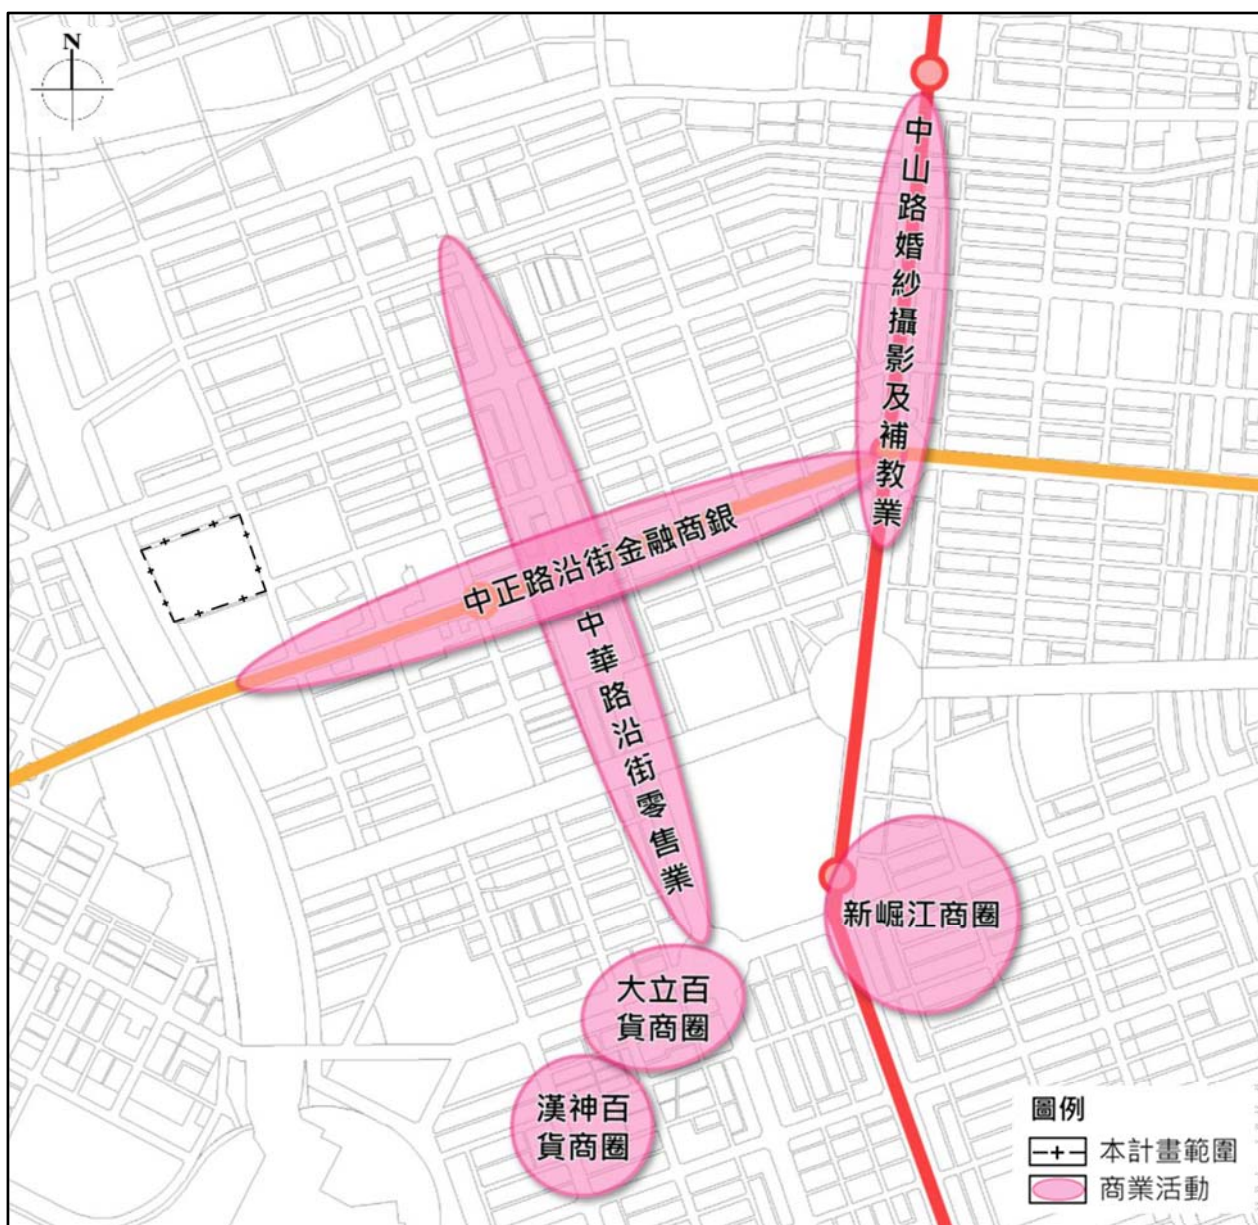 N
中山路婚紗攝影及補教業
中正路沿街金融商銀
中華路沿街零售業
新崛江商圈
大立百
貨商圈
漢神百
貨商圈
圖例
本計畫範圍
商業活動